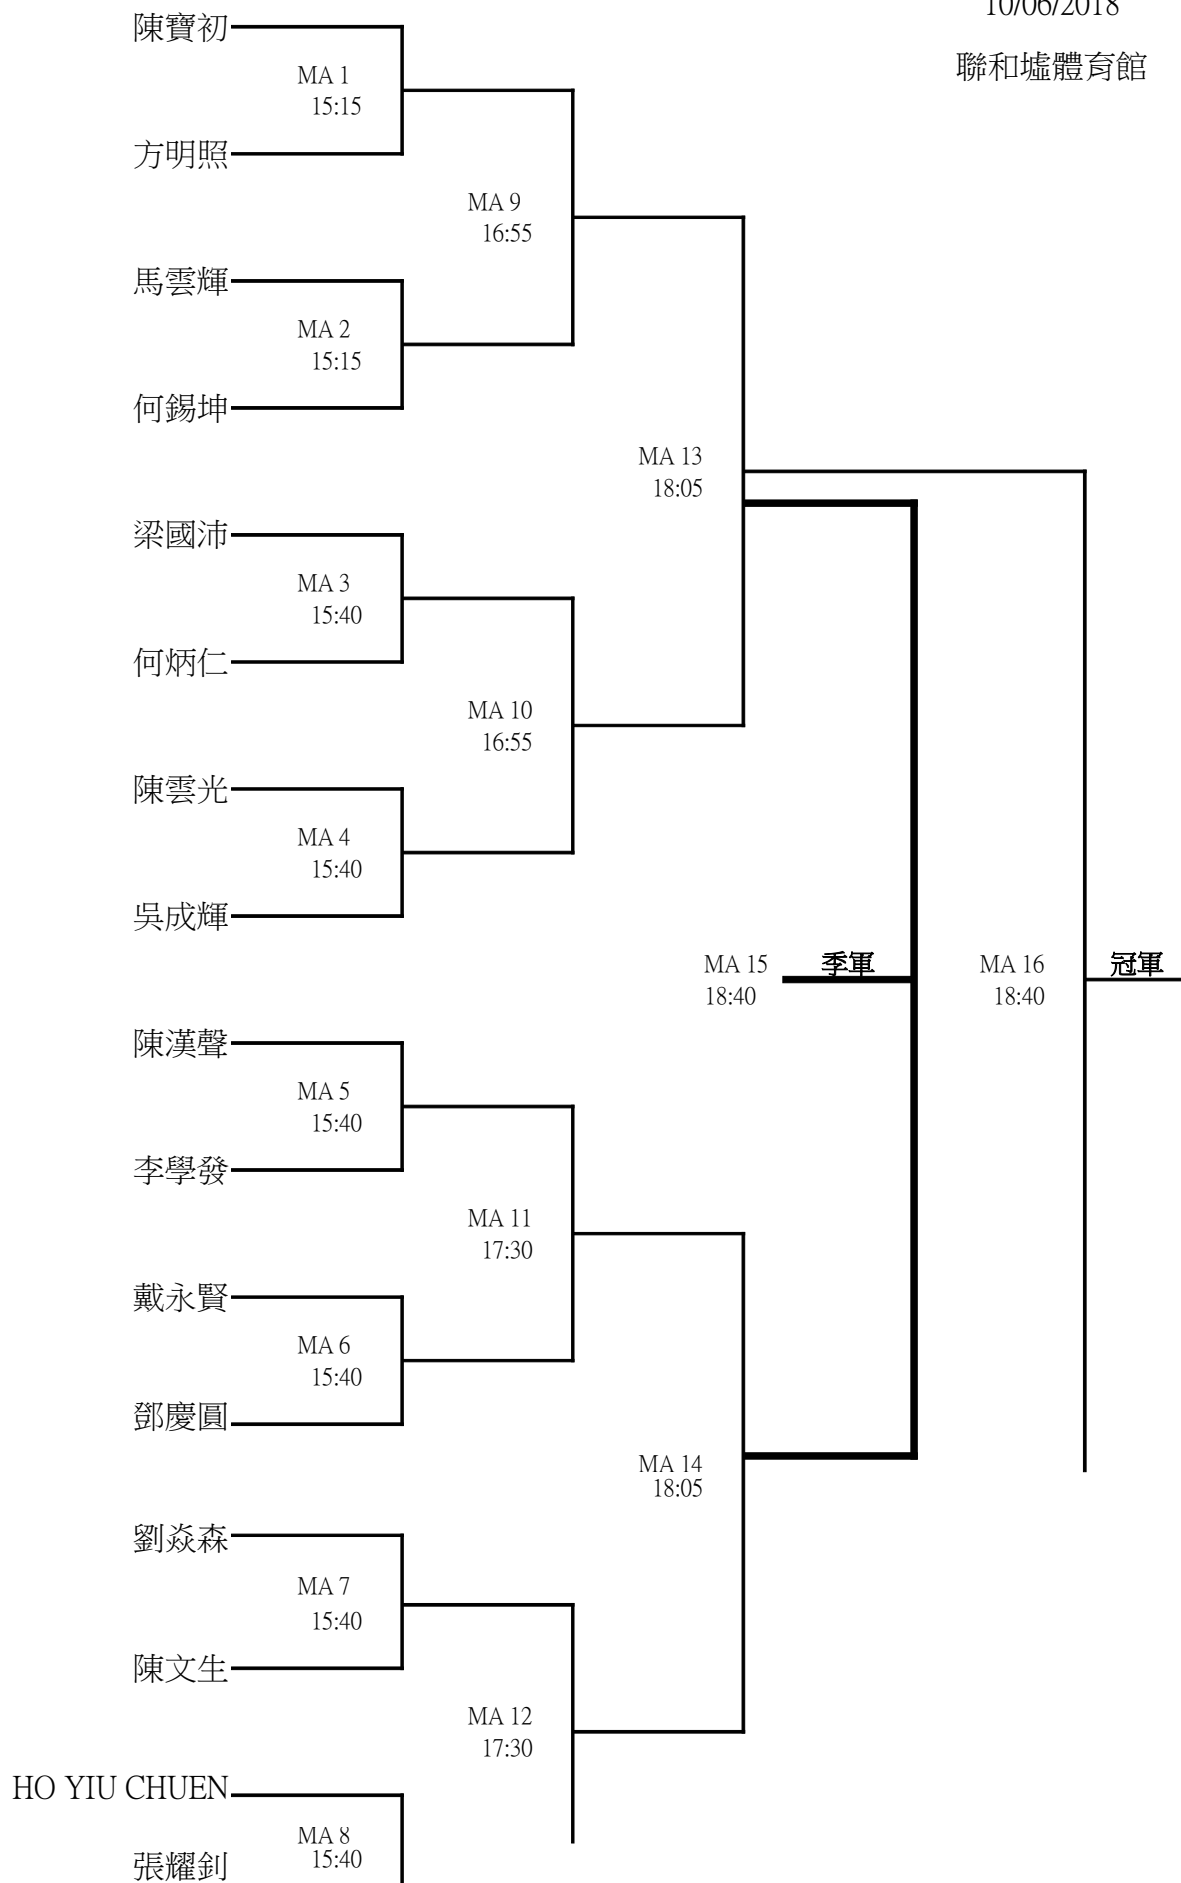 10/06/2018
陳寶初
聯和墟體育館
MA 1
15:15
方明照
MA 9
16:55
馬雲輝
MA 2
15:15
何錫坤
MA 13
18:05
梁國沛
MA 3
15:40
何炳仁
MA 10
16:55
陳雲光
MA 4
15:40
吳成輝
MA 15 季軍 MA 16 冠軍
18:40 18:40
陳漢聲
MA 5
15:40
李學發
MA 11
17:30
戴永賢
MA 6
15:40
鄧慶圓
MA 14
18:05
劉焱森
MA 7
15:40
陳文生
MA 12
17:30
HO YIU CHUEN
MA 8
15:40
張耀釗